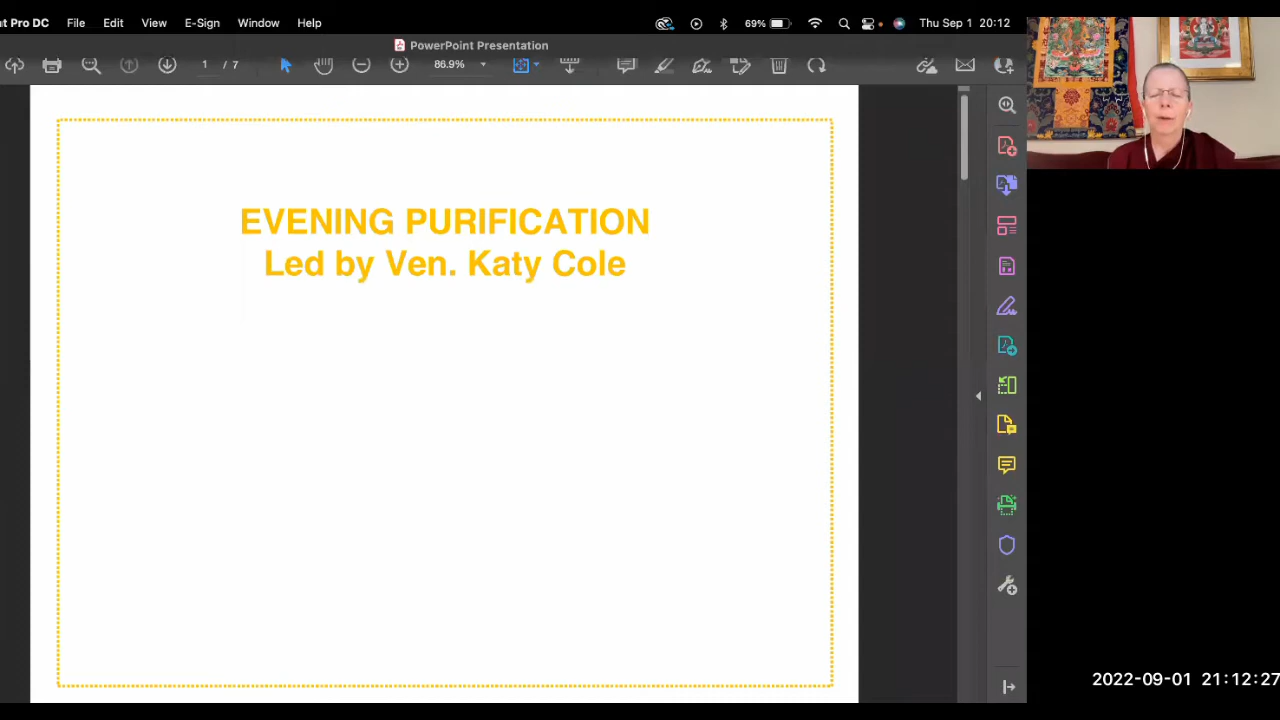 nt Pro DC File Edit View E-Sign Window Help 69% Thu Sep 1 20:12
PowerPoint Presentation
1 / 7 86.9%
EVENING PURIFICATION
Led by Ven. Katy Cole
2022-09-01 21:12:27